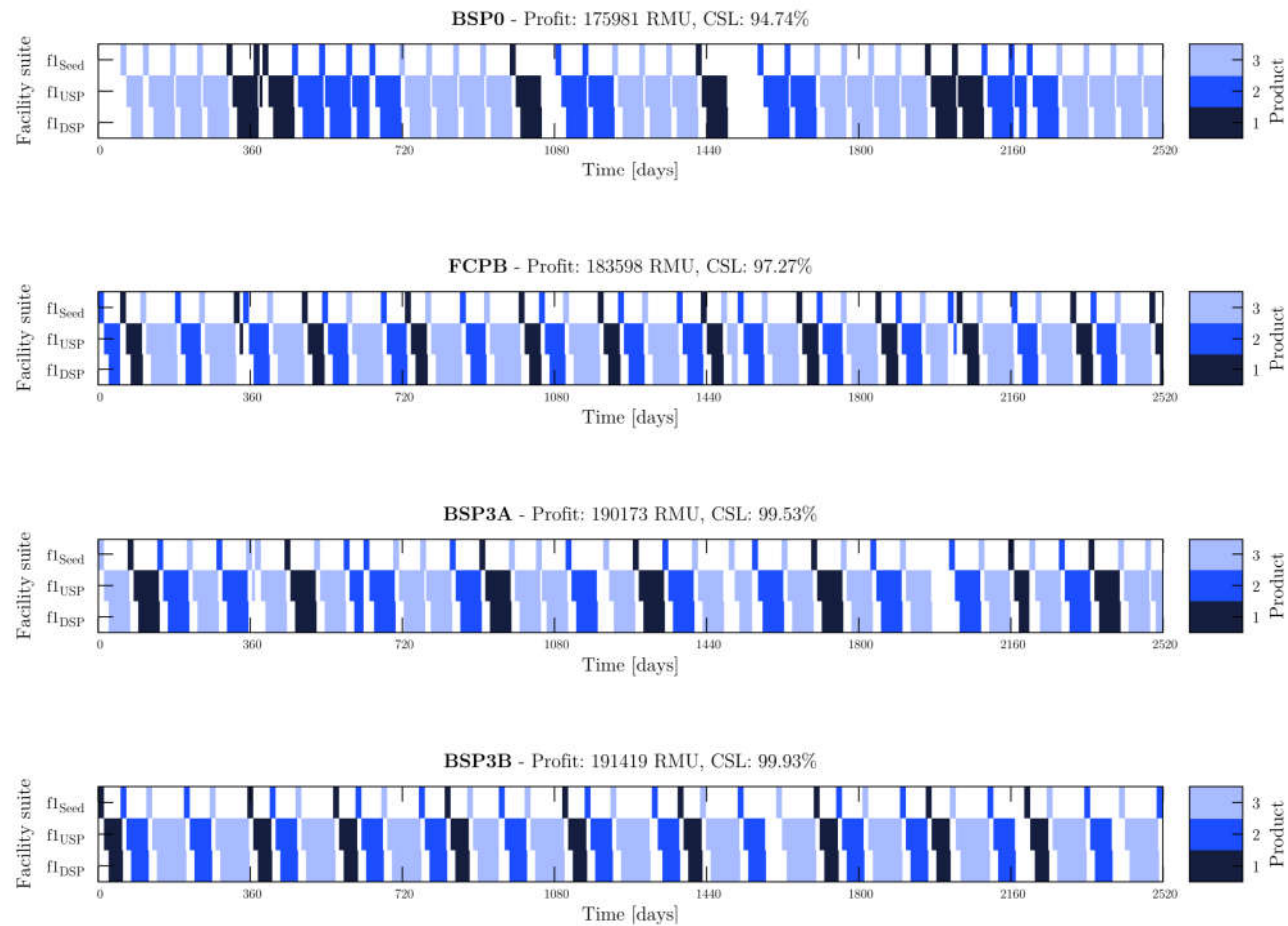 BSP0 - Profit: 175981 RMU, CSL: 94.74%
Facility suite
f1Seed
f1USP
f1DSP
0 360 720 1080 1440 1800 2160 2520
Time [days]
3
2
1
Product
FCPB - Profit: 183598 RMU, CSL: 97.27%
Facility suite
f1Seed
f1USP
f1DSP
0 360 720 1080 1440 1800 2160 2520
Time [days]
3
2
1
Product
BSP3A - Profit: 190173 RMU, CSL: 99.53%
Facility suite
f1Seed
f1USP
f1DSP
0 360 720 1080 1440 1800 2160 2520
Time [days]
3
2
1
Product
BSP3B - Profit: 191419 RMU, CSL: 99.93%
Facility suite
f1Seed
f1USP
f1DSP
0 360 720 1080 1440 1800 2160 2520
Time [days]
3
2
1
Product